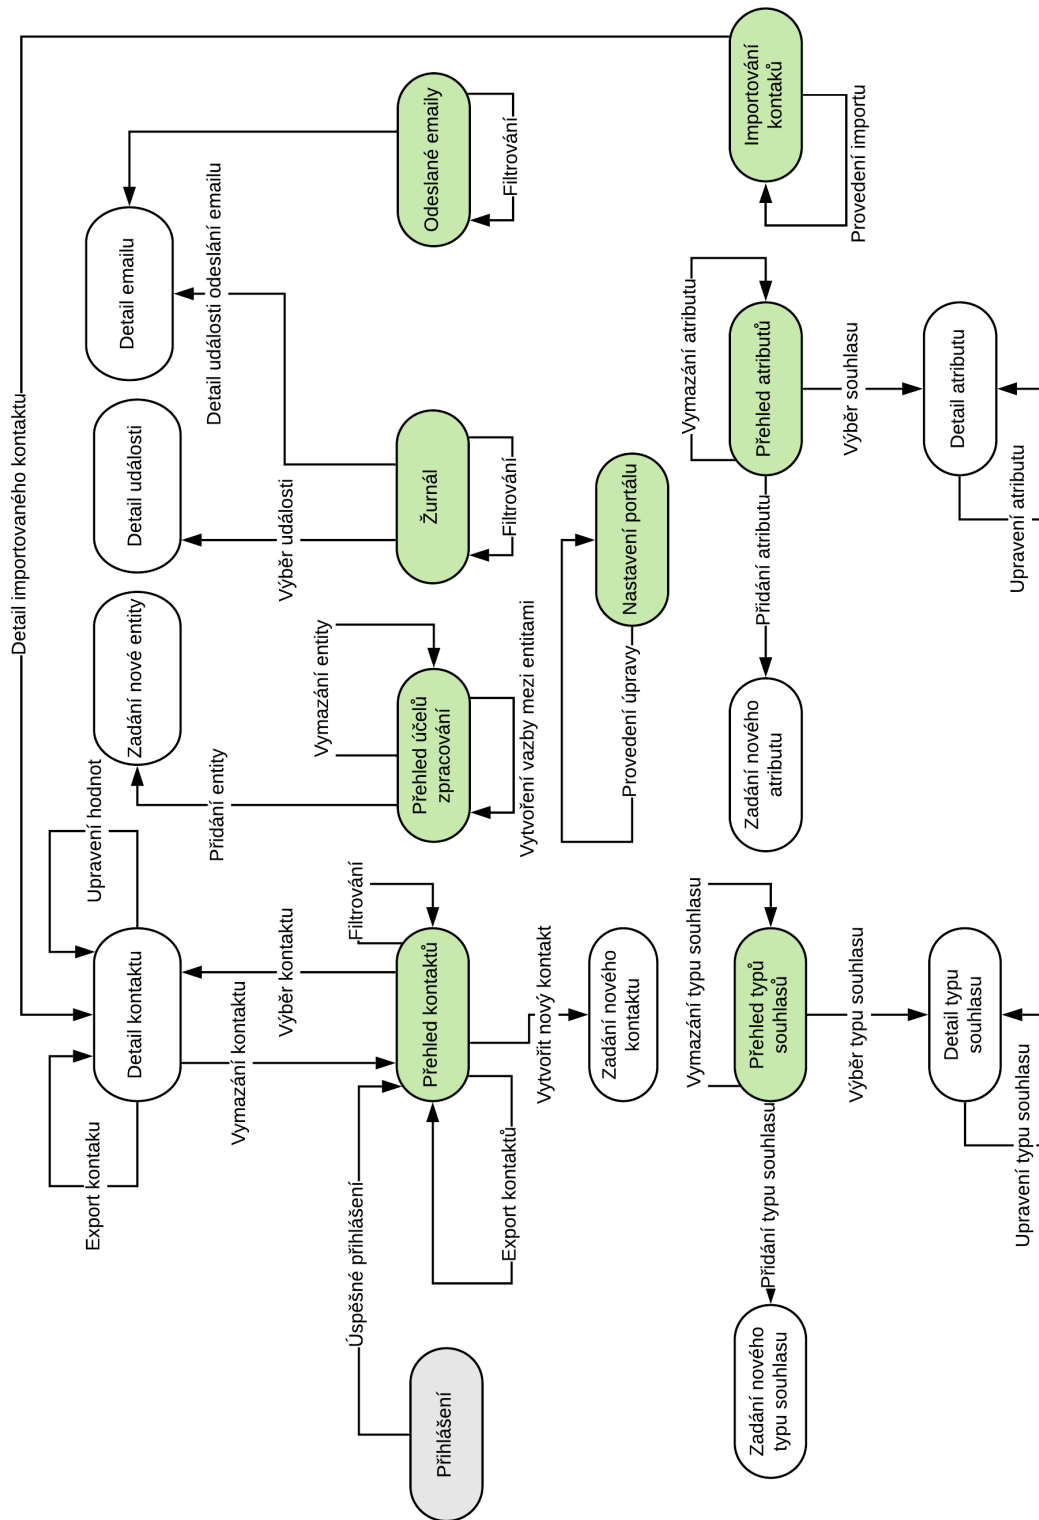 Detail importovaného kontaktu
Export kontaku
Upravení hodnot
Detail kontaktu
Zadání nové entity
Detail události
Detail emailu
Vymazání kontaktu
Výběr kontaktu
Přidání entity
Výběr události
Detail události odeslání emailu
Úspěšné přihlášení
Filtrování
Vymazání entity
Přihlášení
Přehled kontaktů
Přehled účelů
zpracování
Žurnál
Odeslané emaily
Export kontaktů
Vytvořit nový kontakt
Vytvoření vazby mezi entitami
Filtrování
Filtrování
Zadání nového
kontaktu
Provedení úpravy
Nastavení portálu
Vymazání typu souhlasu
Vymazání atributu
Zadání nového
typu souhlasu
Přidání typu souhlasu
Přehled typů
souhlasů
Zadání nového
atributu
Přidání atributu
Přehled atributů
Importování
kontaků
Výběr typu souhlasu
Výběr souhlasu
Provedení importu
Detail typu
souhlasu
Detail atributu
Upravení typu souhlasu
Upravení atributu